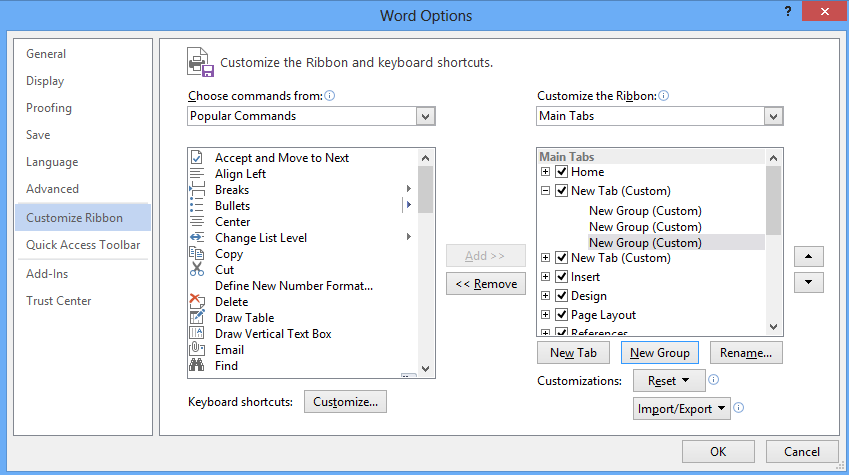 Word Options
?
General
Display
Proofing
Save
Language
Advanced
Customize Ribbon
Quick Access Toolbar
Add-Ins
Trust Center
Customize the Ribbon and keyboard shortcuts.
Choose commands from:
Popular Commands
Accept and Move to Next
Align Left
Breaks
Bullets
Center
Change List Level
Copy
Cut
Define New Number Format...
Delete
Draw Table
Draw Vertical Text Box
Email
Find
Keyboard shortcuts: Customize...
Add >>
<< Remove
Customize the Ribbon:
Main Tabs
Main Tabs
Home
New Tab (Custom)
New Group (Custom)
New Group (Custom)
New Group (Custom)
New Tab (Custom)
Insert
Design
Page Layout
References
New Tab New Group Rename...
Customizations: Reset
Import/Export
OK Cancel